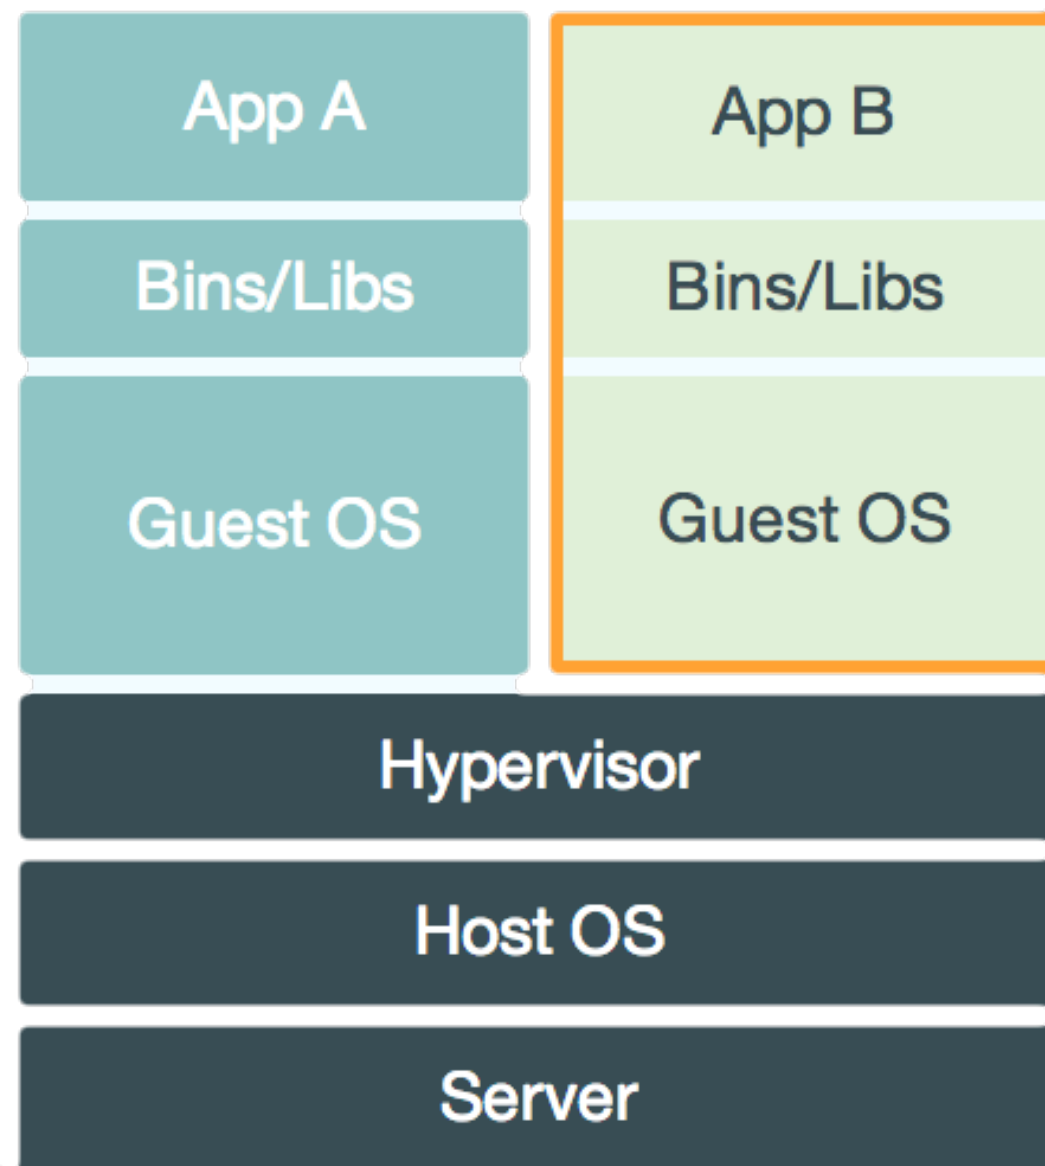 App A
App B
Bins/Libs
Bins/Libs
Guest OS
Guest OS
Hypervisor
Host OS
Server